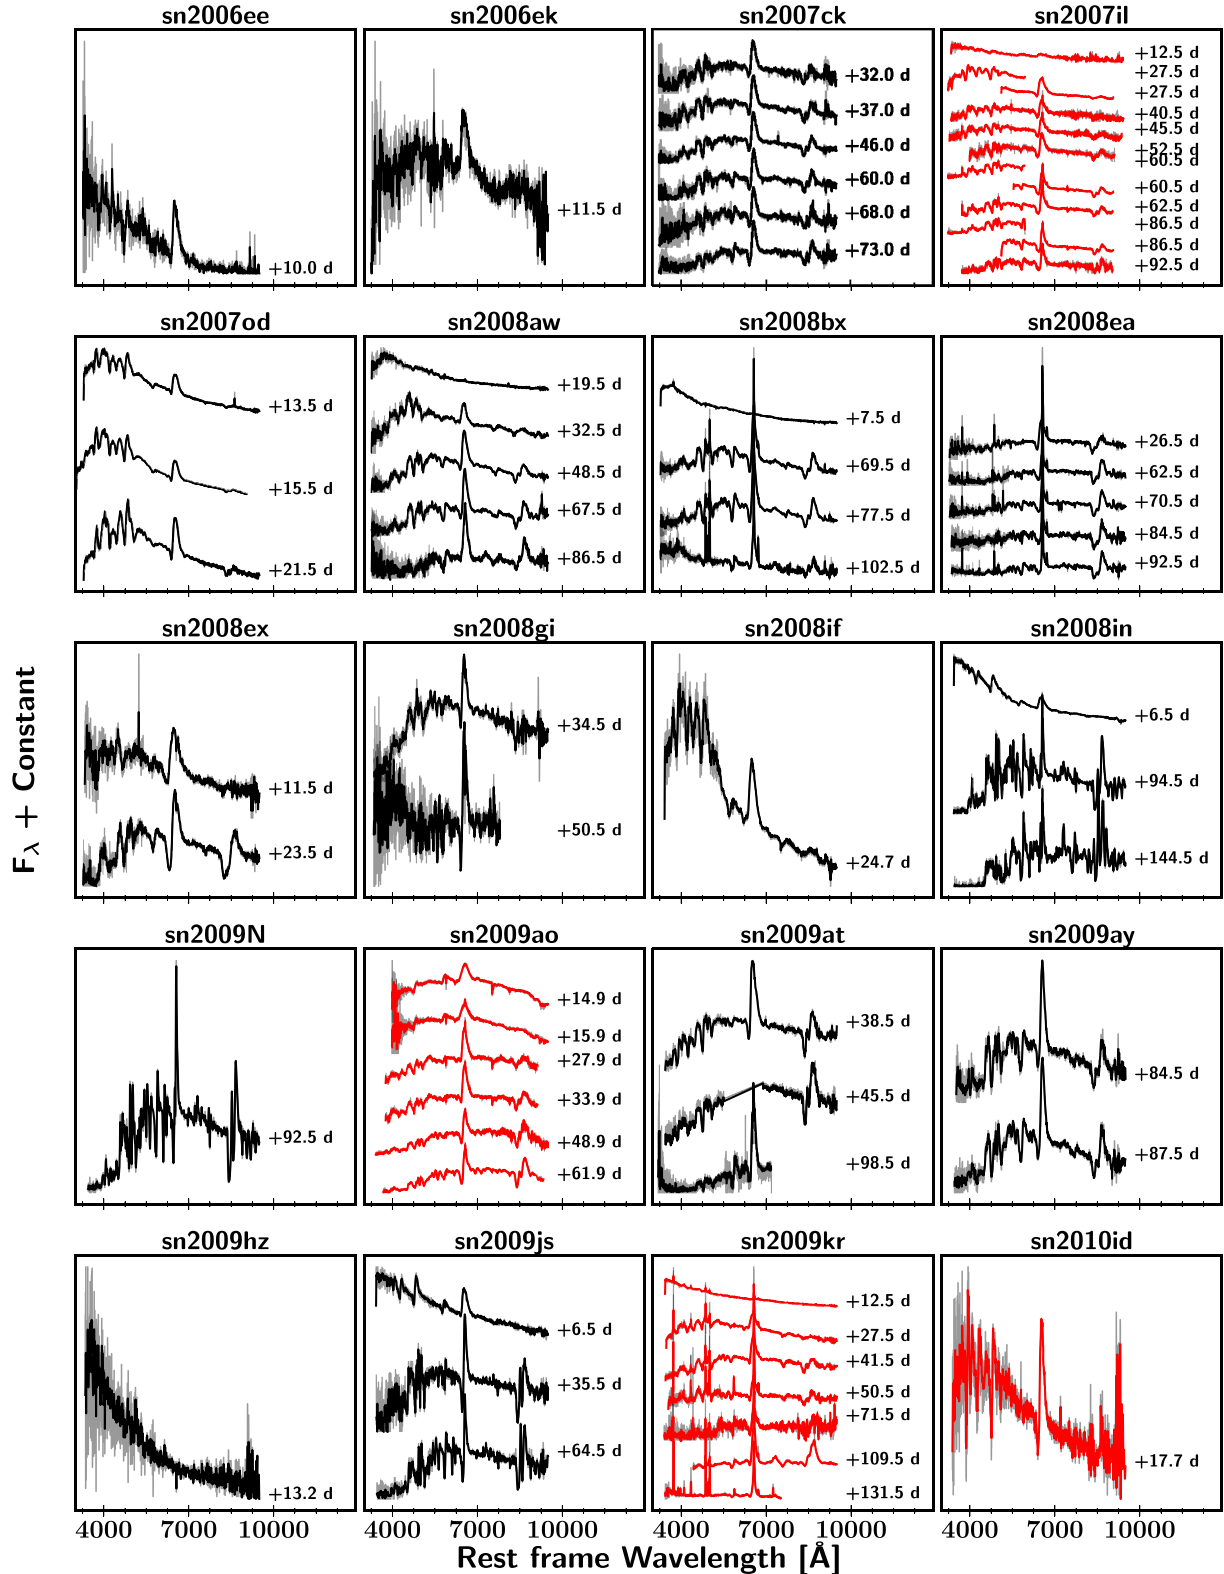 sn2006ee sn2006ek sn2007ck sn2007il
+10.0 d
+11.5 d
+32.0 d
+37.0 d
+46.0 d
+60.0 d
+68.0 d
+73.0 d
+12.5 d
+27.5 d
+27.5 d
+40.5 d
+45.5 d
+52.5 d
+60.5 d
+60.5 d
+62.5 d
+86.5 d
+86.5 d
+92.5 d
sn2007od sn2008aw sn2008bx sn2008ea
+13.5 d
+15.5 d
+21.5 d
+19.5 d
+32.5 d
+48.5 d
+67.5 d
+86.5 d
+7.5 d
+69.5 d
+77.5 d
+102.5 d
+26.5 d
+62.5 d
+70.5 d
+84.5 d
+92.5 d
sn2008ex sn2008gi sn2008if sn2008in
+11.5 d
+23.5 d
+34.5 d
+50.5 d
+24.7 d
+6.5 d
+94.5 d
+144.5 d
sn2009N sn2009ao sn2009at sn2009ay
+92.5 d
+14.9 d
+15.9 d
+27.9 d
+33.9 d
+48.9 d
+61.9 d
+38.5 d
+45.5 d
+98.5 d
+84.5 d
+87.5 d
sn2009hz sn2009js sn2009kr sn2010id
+13.2 d
+6.5 d
+35.5 d
+64.5 d
+12.5 d
+27.5 d
+41.5 d
+50.5 d
+71.5 d
+109.5 d
+131.5 d
+17.7 d
4000 7000 10000 4000 7000 10000 4000 7000 10000 4000 7000 10000
Rest frame Wavelength [Å]
F_λ + Constant